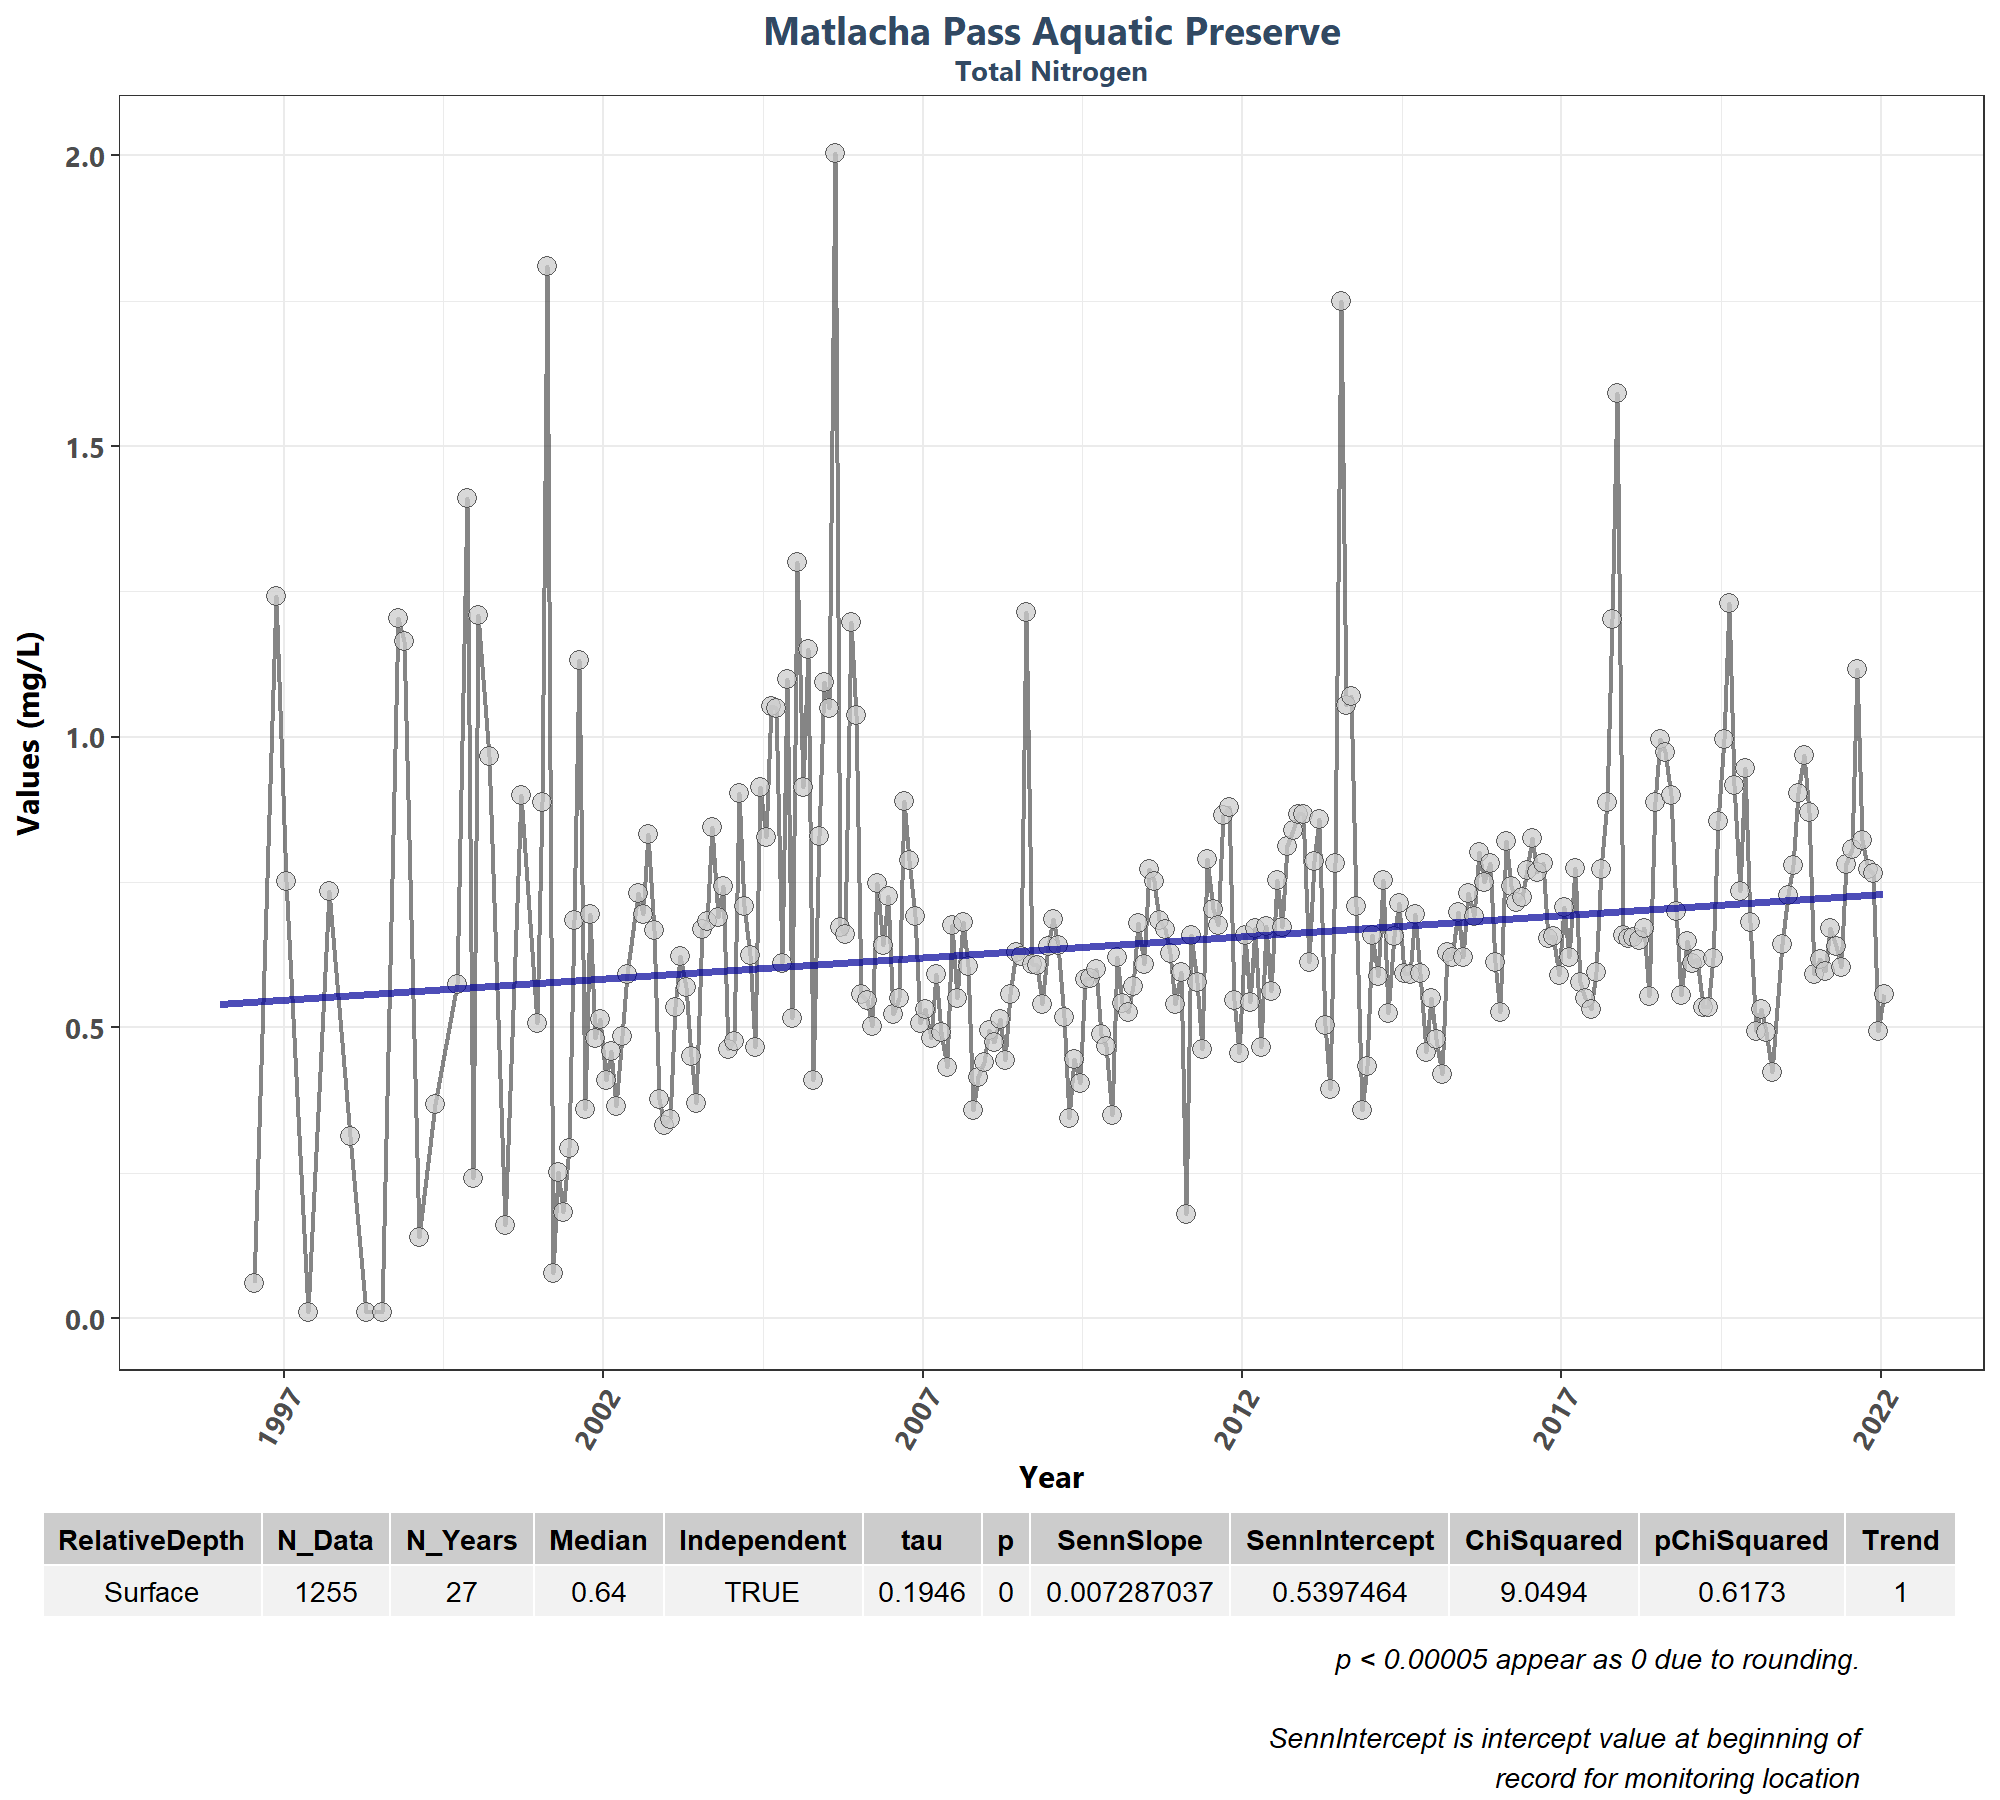 Matlacha Pass Aquatic Preserve
Total Nitrogen
Values (mg/L)
2.0
1.5
1.0
0.5
0.0
1997 2002 2007 2012 2017 2022
Year
RelativeDepth N_Data N_Years Median Independent tau p SennSlope SennIntercept ChiSquared pChiSquared Trend
Surface 1255 27 0.64 TRUE 0.1946 0 0.007287037 0.5397464 9.0494 0.6173 1
p < 0.00005 appear as 0 due to rounding.
SennIntercept is intercept value at beginning of
record for monitoring location